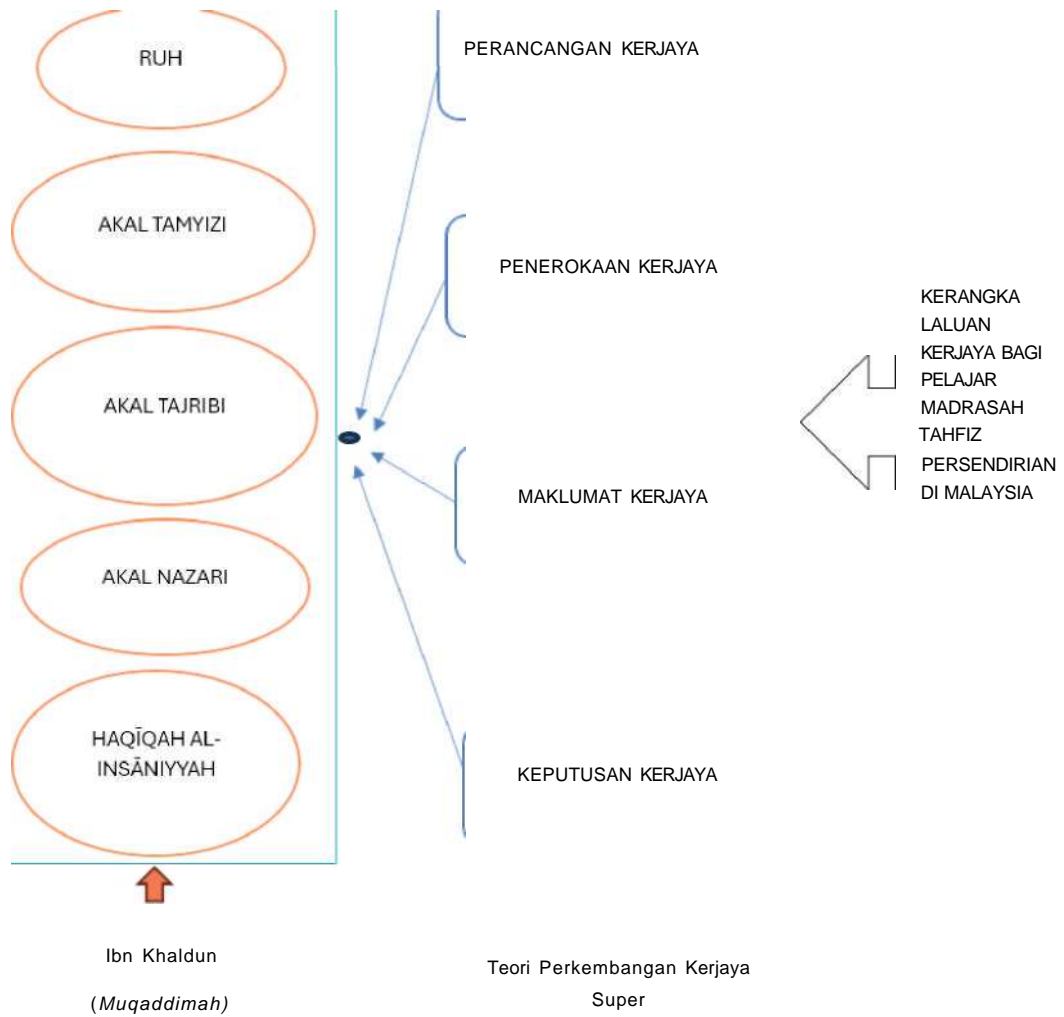 RUH
AKAL TAMYIZI
AKAL TAJRIBI
AKAL NAZARI
HAQĪQAH AL-
INSĀNIYYAH
Ibn Khaldun
(Muqaddimah)
PERANCANGAN KERJAYA
PENEROKAAN KERJAYA
MAKLUMAT KERJAYA
KEPUTUSAN KERJAYA
Teori Perkembangan Kerjaya
Super
KERANGKA
LALUAN
KERJAYA BAGI
PELAJAR
MADRASAH
TAHFIZ
PERSENDIRIAN
DI MALAYSIA